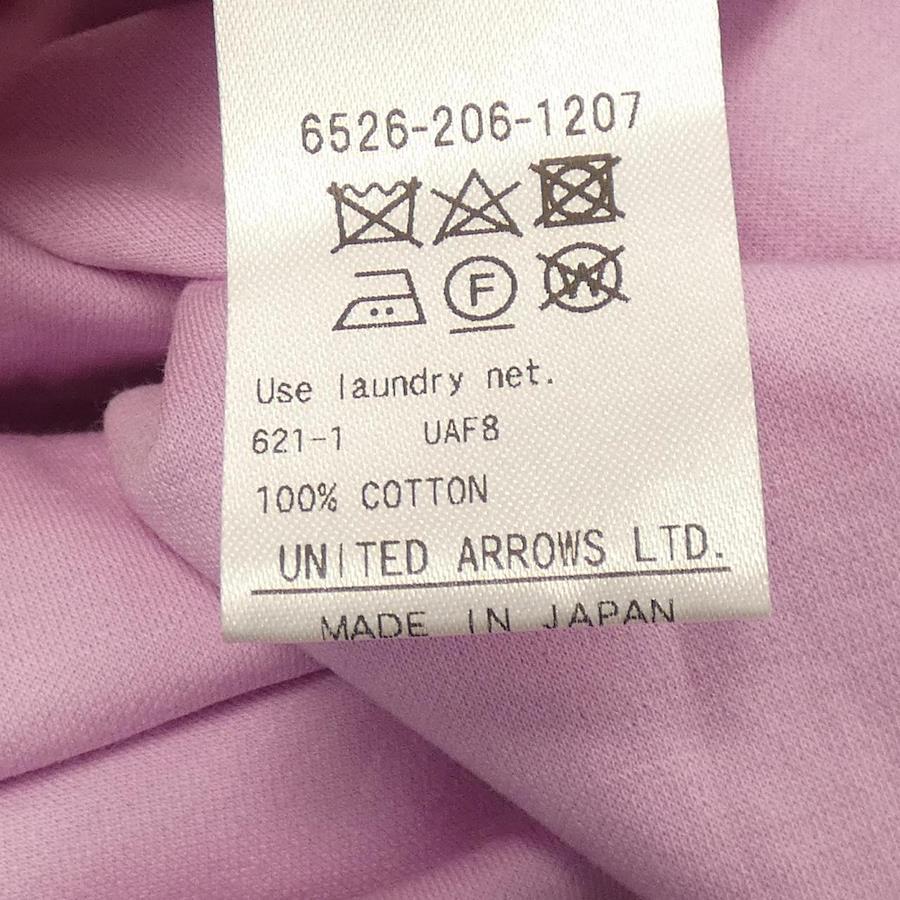 6526-206-1207
F W
Use laundry net.
621-1 UAF8
100% COTTON
UNITED ARROWS LTD.
MADE IN JAPAN